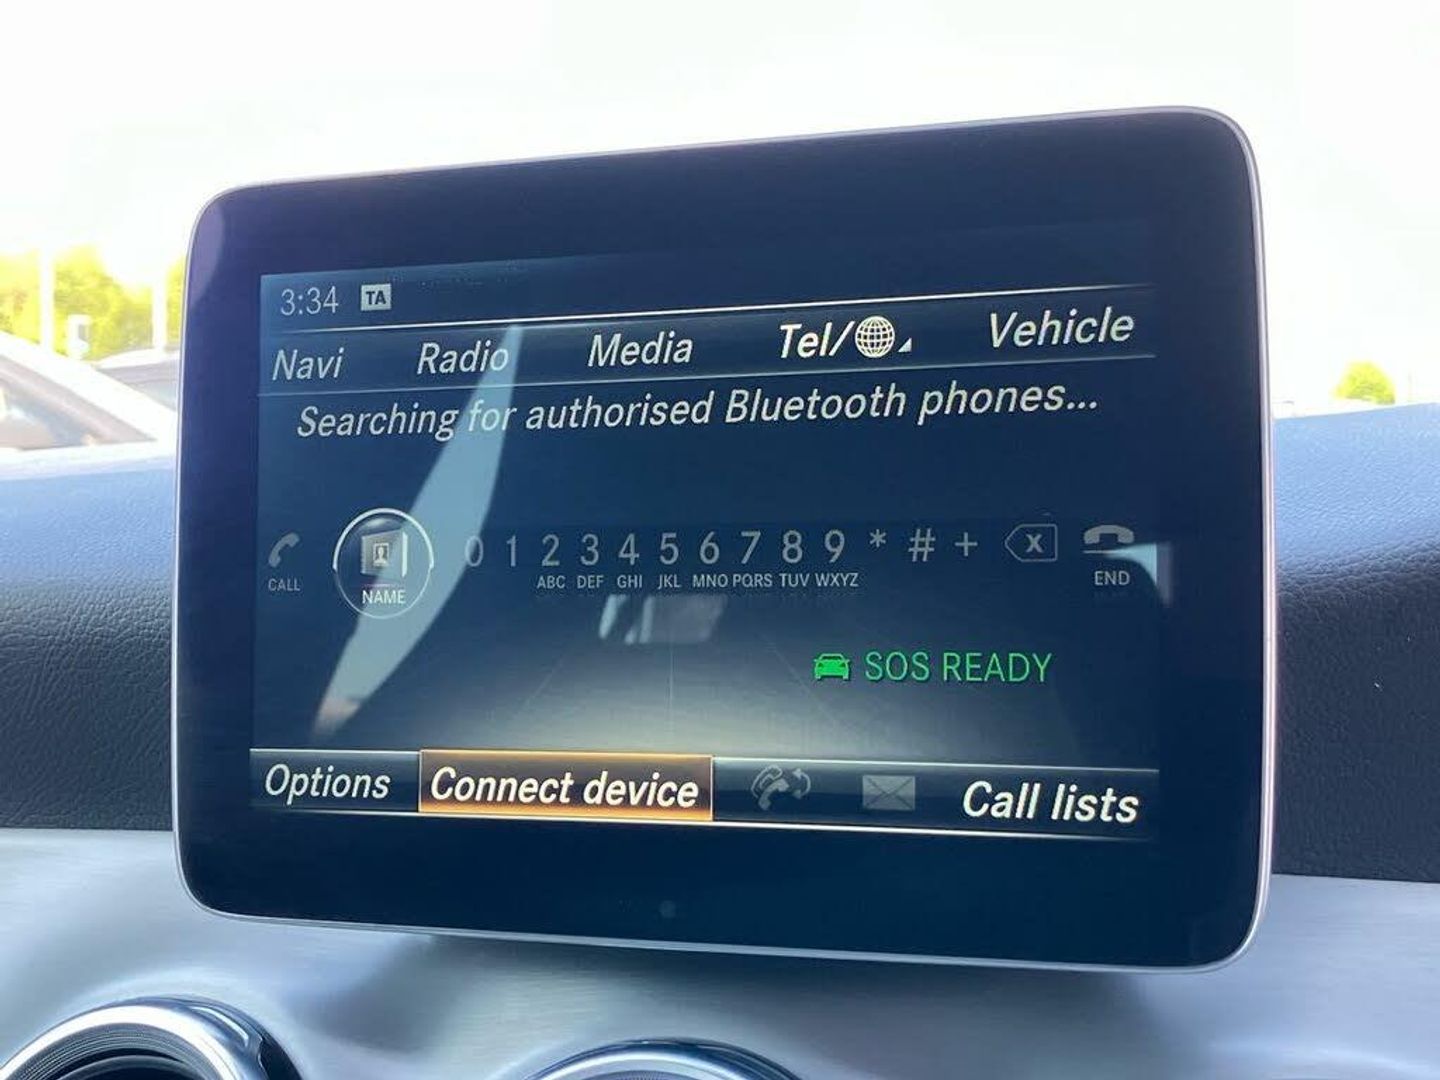 3:34 TA
Navi Radio Media Tel/ Vehicle
Searching for authorised Bluetooth phones...
0 1 2 3 4 5 6 7 8 9 * # + X
CALL NAME ABC DEF GHI JKL MNO PQRS TUV WXYZ END
SOS READY
Options Connect device Call lists